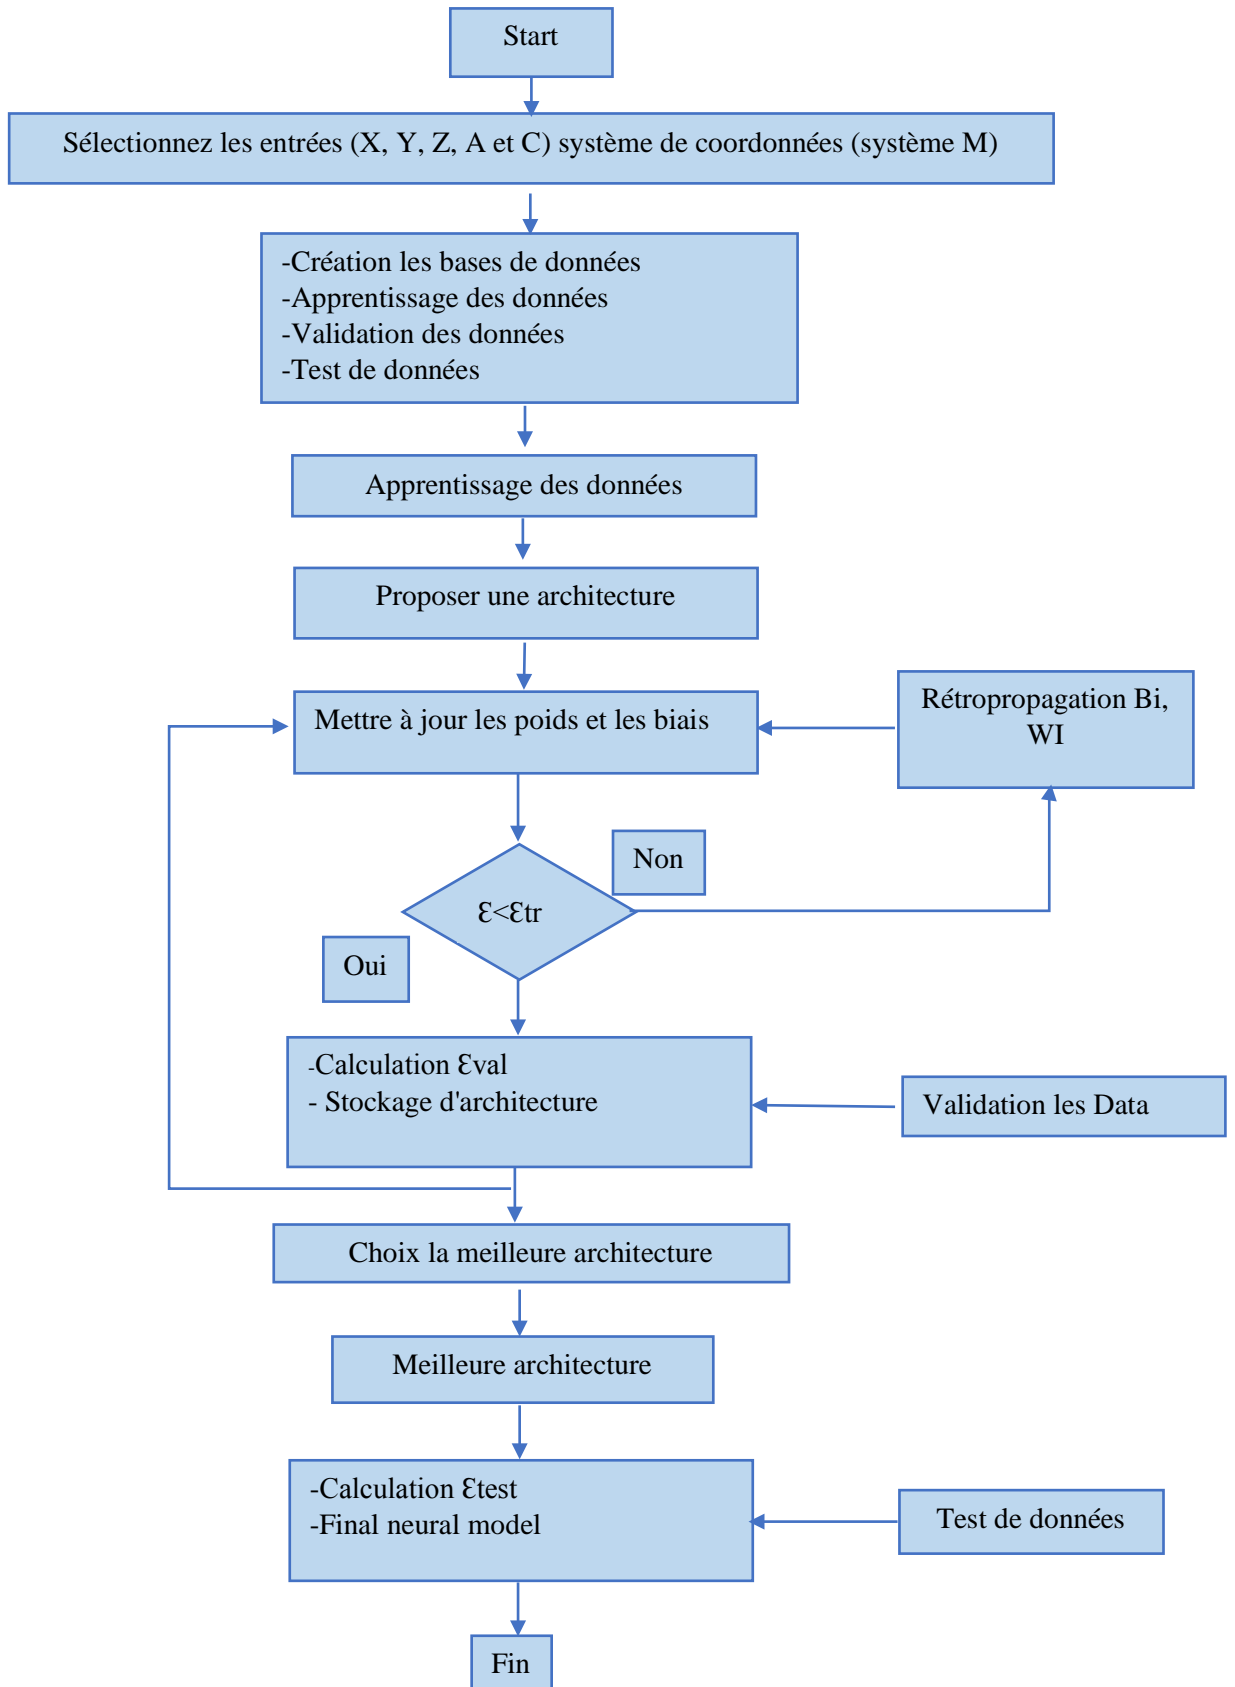 Start
Sélectionnez les entrées (X, Y, Z, A et C) système de coordonnées (système M)
-Création les bases de données
-Apprentissage des données
-Validation des données
-Test de données
Apprentissage des données
Proposer une architecture
Mettre à jour les poids et les biais
Rétropropagation Bi,
WI
Non
Ɛ<Ɛtr
Oui
-Calculation Ɛval
- Stockage d'architecture
Validation les Data
Choix la meilleure architecture
Meilleure architecture
-Calculation Ɛtest
-Final neural model
Test de données
Fin